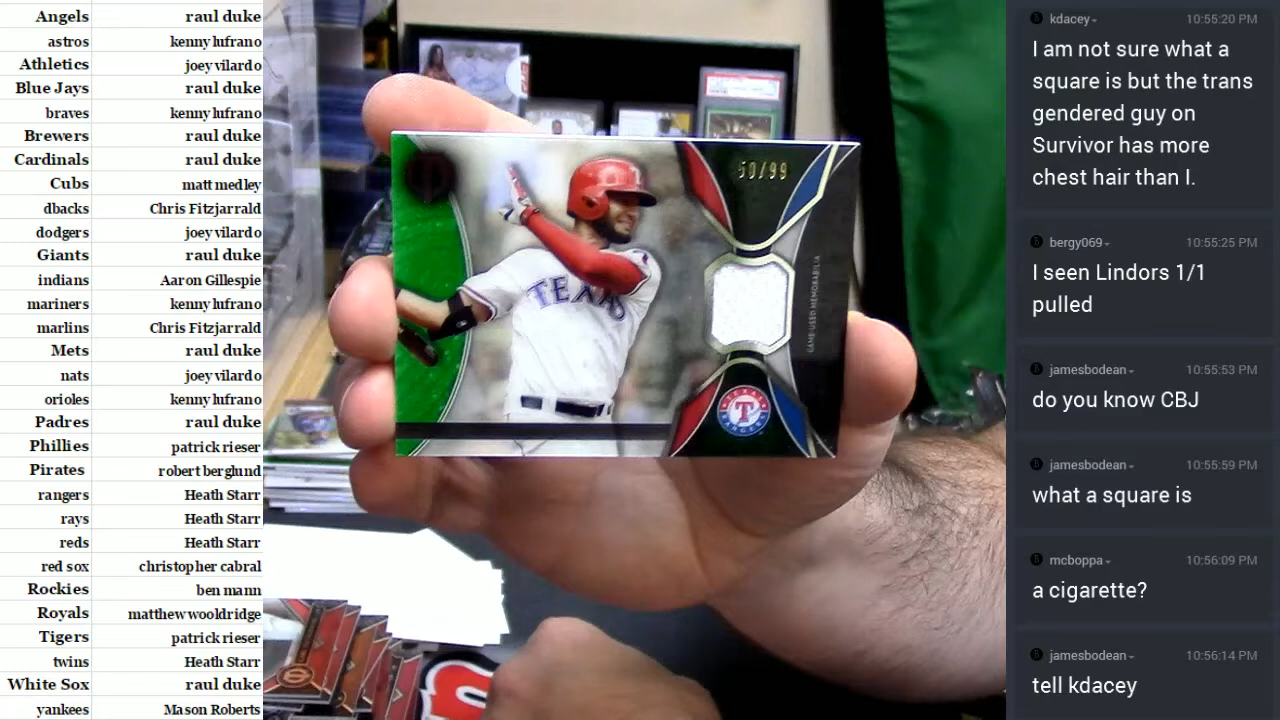 Angels raul duke
astros kenny lufrano
Athletics joey vilardo
Blue Jays raul duke
braves kenny lufrano
Brewers raul duke
Cardinals raul duke
Cubs matt medley
dbacks Chris Fitzjarrald
dodgers joey vilardo
Giants raul duke
indians Aaron Gillespie
mariners kenny lufrano
marlins Chris Fitzjarrald
Mets raul duke
nats joey vilardo
orioles kenny lufrano
Padres raul duke
Phillies patrick rieser
Pirates robert berglund
rangers Heath Starr
rays Heath Starr
reds Heath Starr
red sox christopher cabral
Rockies ben mann
Royals matthew wooldridge
Tigers patrick rieser
twins Heath Starr
White Sox raul duke
yankees Mason Roberts
50/99
TEXAS
GAME-USED MEMORABILIA
TEXAS
T
RANGERS
kdacey 10:55:20 PM
I am not sure what a
square is but the trans
gendered guy on
Survivor has more
chest hair than I.
bergy069 10:55:25 PM
I seen Lindors 1/1
pulled
jamesbodean 10:55:53 PM
do you know CBJ
jamesbodean 10:55:59 PM
what a square is
mcboppa 10:56:09 PM
a cigarette?
jamesbodean 10:56:14 PM
tell kdacey